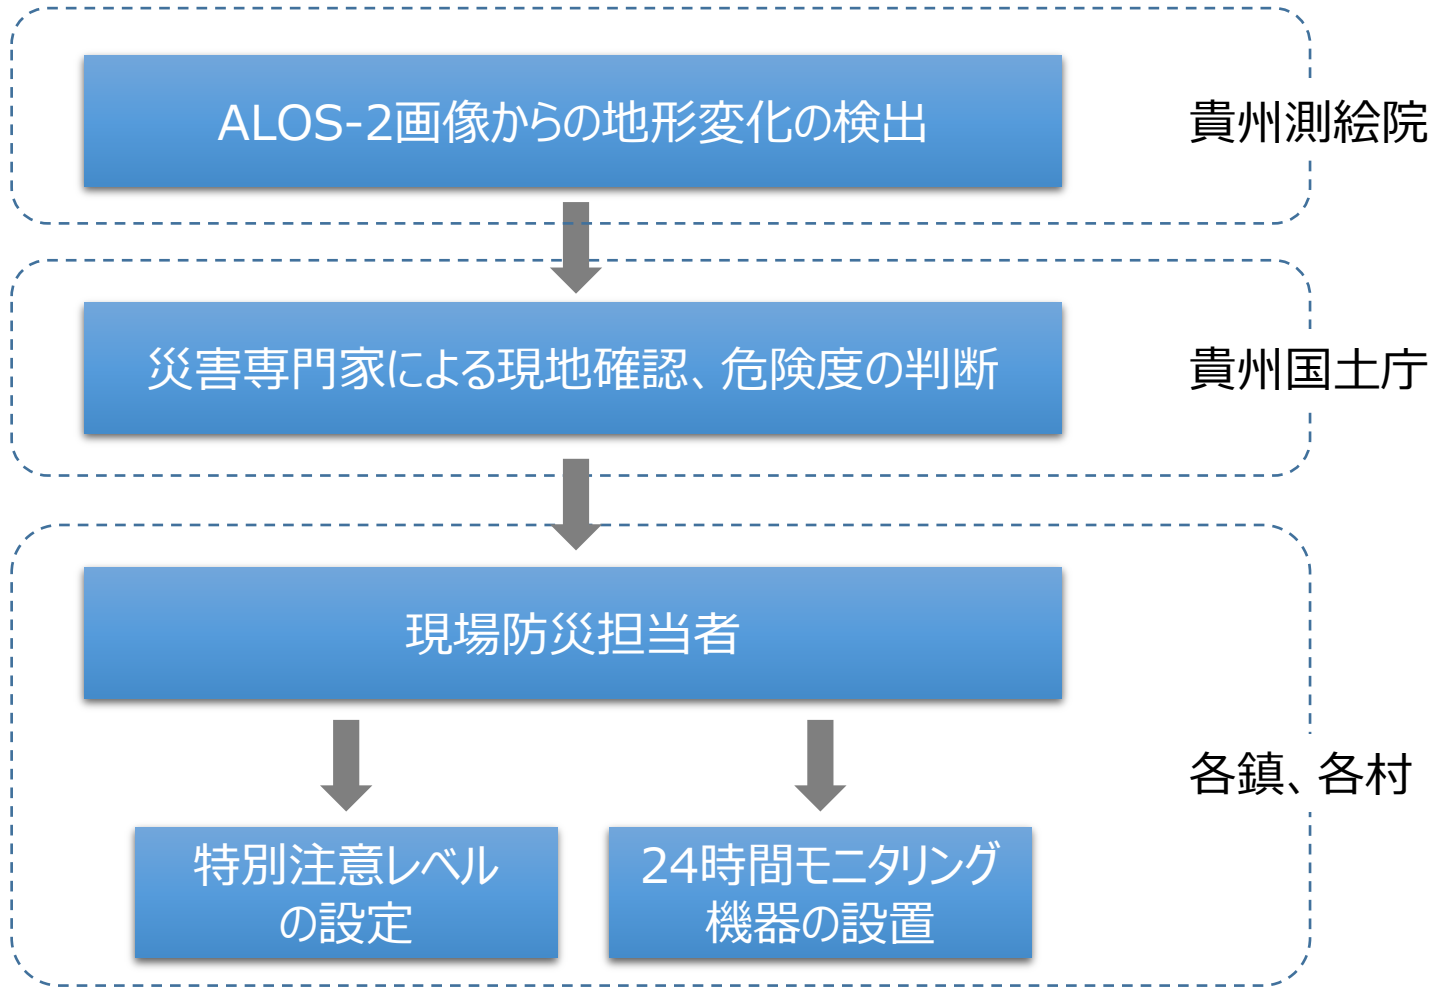 ALOS-2画像からの地形変化の検出
貴州測絵院
災害専門家による現地確認、危険度の判断
貴州国土庁
現場防災担当者
各鎮、各村
特別注意レベル
の設定
24時間モニタリング
機器の設置